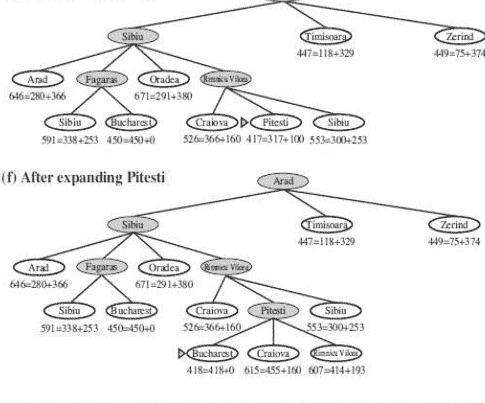 Sibiu Timisoara Zerind
447=118+329 449=75+374
Arad Fagaras Oradea Rimnicu Vilcea
646=280+366 671=291+380
Sibiu Bucharest Craiova Pitesti Sibiu
591=338+253 450=450+0 526=366+160 417=317+100 553=300+253
(f) After expanding Pitesti Arad
Sibiu Timisoara Zerind
447=118+329 449=75+374
Arad Fagaras Oradea Rimnicu Vilcea
646=280+366 671=291+380
Sibiu Bucharest Craiova Pitesti Sibiu
591=338+253 450=450+0 526=366+160 553=300+253
Bucharest Craiova Rimnicu Vilcea
418=418+0 615=455+160 607=414+193